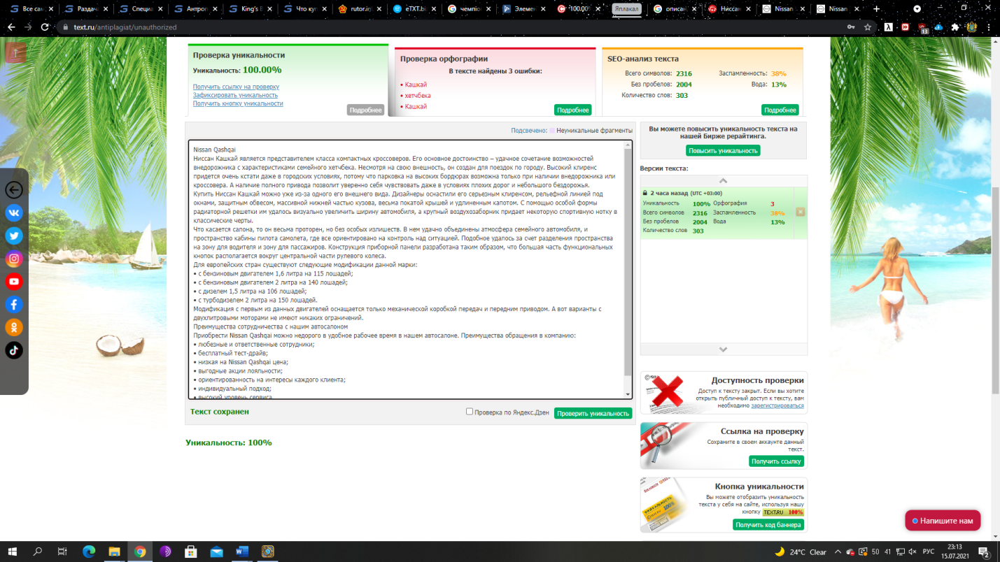 Все сам
Раздач
Специа
Антроп
King's B
Что куп
rutor.in
eTXT.bi
чемпио
Элемен
100.00%
Яплакал
описан
Ниссан
Nissan
Nissan
text.ru/antiplagiat/unauthorized
13
Проверка уникальности
Уникальность: 100.00%
Получить ссылку на проверку
Зафиксировать уникальность
Получить кнопку уникальности
Подробнее
Проверка орфографии
В тексте найдены 3 ошибки:
• Кашкай
• хетчбека
• Кашкай
Подробнее
SEO-анализ текста
Всего символов: 2316 Заспамленность: 38%
Без пробелов: 2004 Вода: 13%
Количество слов: 303
Подробнее
Подсвечено: Неуникальные фрагменты
Nissan Qashqai
Ниссан Кашкай является представителем класса компактных кроссоверов. Его основное достоинство – удачное сочетание возможностей
внедорожника с характеристиками семейного хетчбека. Несмотря на свою внешность, он создан для поездок по городу. Высокий клиренс
придется очень кстати даже в городских условиях, потому что парковка на высоких бордюрах возможна только при наличии внедорожника или
кроссовера. А наличие полного привода позволит уверенно себя чувствовать даже в условиях плохих дорог и небольшого бездорожья.
Купить Ниссан Кашкай можно уже из-за одного его внешнего вида. Дизайнеры оснастили его серьезным клиренсом, рельефной линией под
окнами, защитным обвесом, массивной нижней частью кузова, весьма покатой крышей и удлиненным капотом. С помощью особой формы
радиаторной решетки им удалось визуально увеличить ширину автомобиля, а крупный воздухозаборник придает некоторую спортивную нотку в
классические черты.
Что касается салона, то он весьма проторен, но без особых излишеств. В нем удачно объединены атмосфера семейного автомобиля, и
пространство кабины пилота самолета, где все ориентировано на контроль над ситуацией. Подобное удалось за счет разделения пространства
на зону для водителя и зону для пассажиров. Конструкция приборной панели разработана таким образом, что большая часть функциональных
кнопок располагается вокруг центральной части рулевого колеса.
Для европейских стран существуют следующие модификации данной марки:
• с бензиновым двигателем 1,6 литра на 115 лошадей;
• с бензиновым двигателем 2 литра на 140 лошадей;
• с дизелем 1,5 литра на 106 лошадей;
• с турбодизелем 2 литра на 150 лошадей.
Модификация с первым из данных двигателей оснащается только механической коробкой передач и передним приводом. А вот варианты с
двухлитровыми моторами не имеют никаких ограничений.
Преимущества сотрудничества с нашим автосалоном
Приобрести Nissan Qashqai можно недорого в удобное рабочее время в нашем автосалоне. Преимущества обращения в компанию:
• любезные и ответственные сотрудники;
• бесплатный тест-драйв;
• низкая на Nissan Qashqai цена;
• выгодные акции лояльности;
• ориентированность на интересы каждого клиента;
• индивидуальный подход;
• высокий уровень сервиса
Текст сохранен
Проверка по Яндекс.Дзен
Проверить уникальность
Уникальность: 100%
Вы можете повысить уникальность текста на
нашей Бирже рерайтинга.
Повысить уникальность
Версии текста:
2 часа назад (UTC +03:00)
Уникальность 100% Орфография 3
Всего символов 2316 Заспамленность 38%
Без пробелов 2004 Вода 13%
Количество слов 303
Доступность проверки
Доступ к тексту закрыт. Если вы хотите
открыть публичный доступ к тексту, вам
необходимо зарегистрироваться
Ссылка на проверку
Сохраните в своем аккаунте данный
текст.
Получить ссылку
Кнопка уникальности
Вы можете отобразить уникальность
текста у себя на сайте, используя нашу
кнопку TEXT.RU 100%
Получить код баннера
Напишите нам
24°C Clear
50 41
РУС
23:13
15.07.2021
2